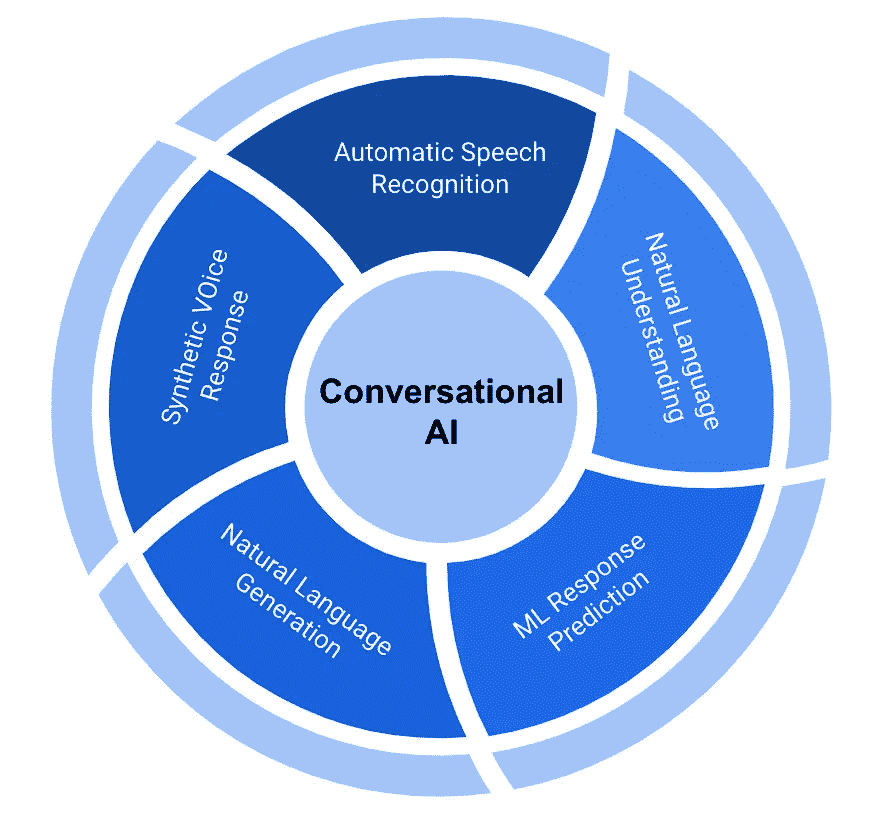 Automatic Speech
Recognition
Natural Language
Understanding
ML Response
Prediction
Natural Language
Generation
Synthetic VOice
Response
Conversational
AI